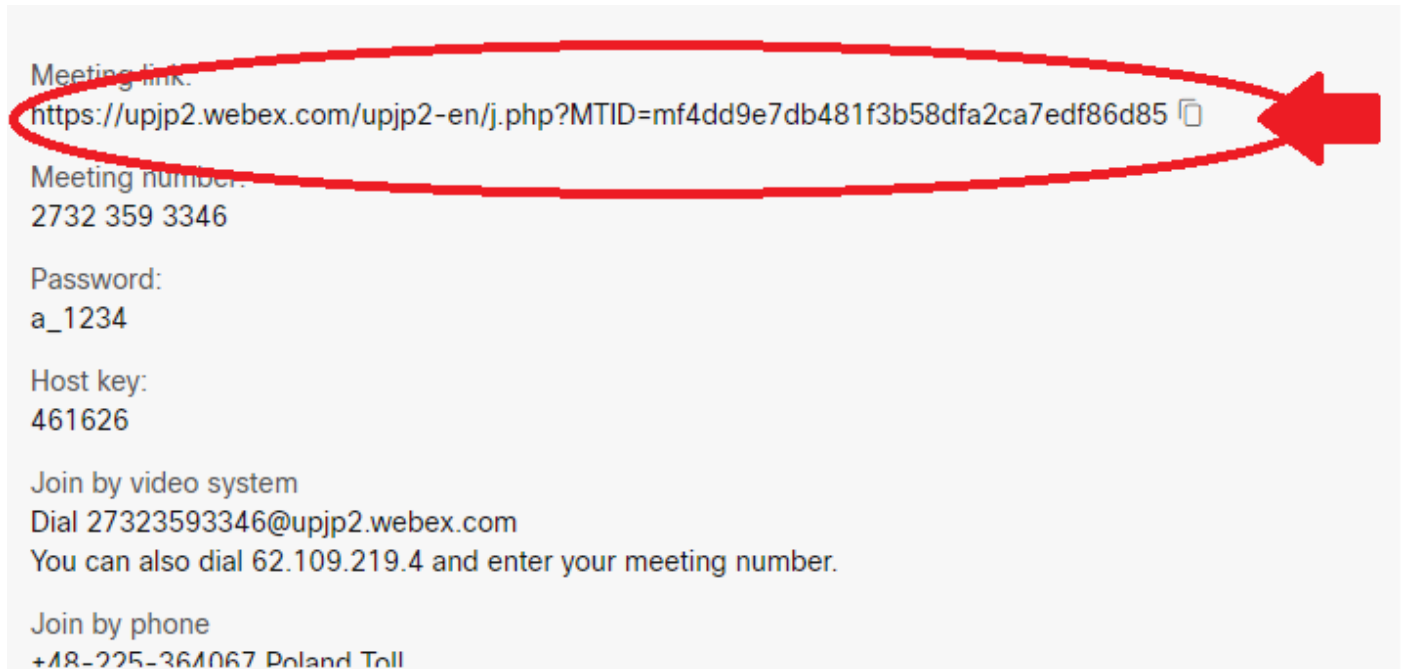 Meeting link:
https://upjp2.webex.com/upjp2-en/j.php?MTID=mf4dd9e7db481f3b58dfa2ca7edf86d85
Meeting number:
2732 359 3346
Password:
a_1234
Host key:
461626
Join by video system
Dial 27323593346@upjp2.webex.com
You can also dial 62.109.219.4 and enter your meeting number.
Join by phone
+48-225-364067 Poland Toll